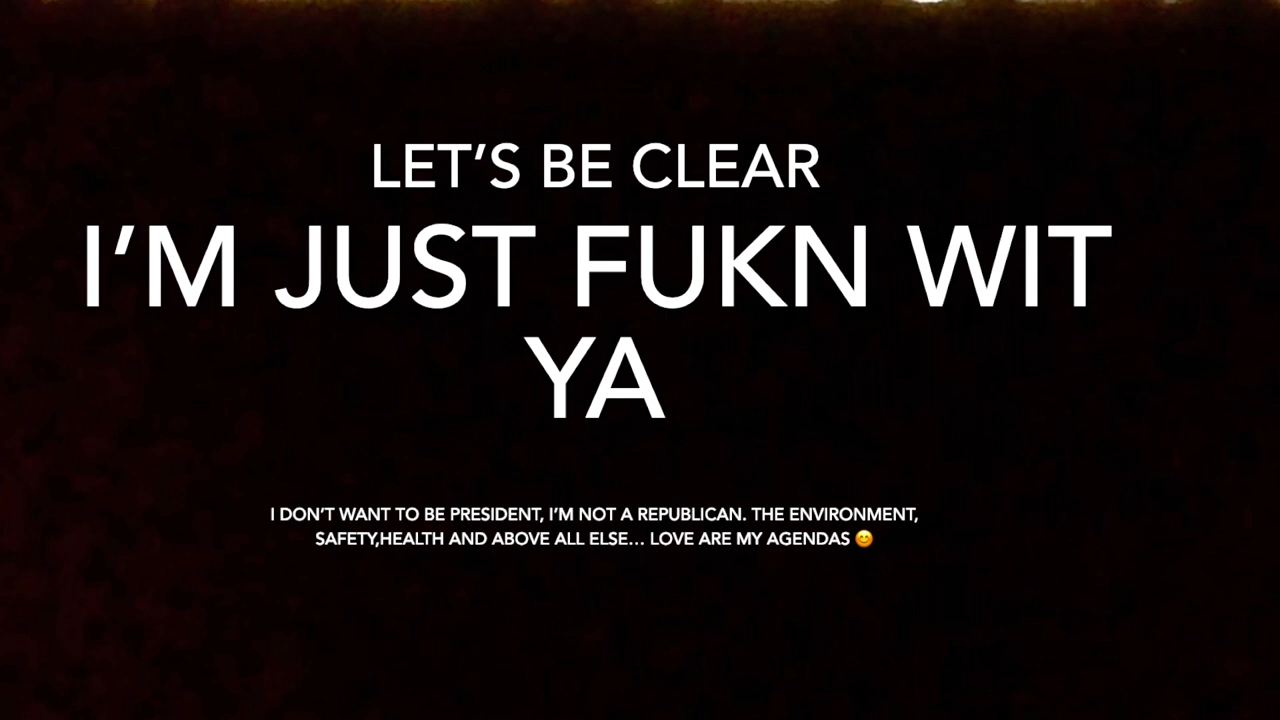 LET’S BE CLEAR
I’M JUST FUKN WIT
YA
I DON’T WANT TO BE PRESIDENT, I’M NOT A REPUBLICAN. THE ENVIRONMENT,
SAFETY,HEALTH AND ABOVE ALL ELSE… LOVE ARE MY AGENDAS 😊